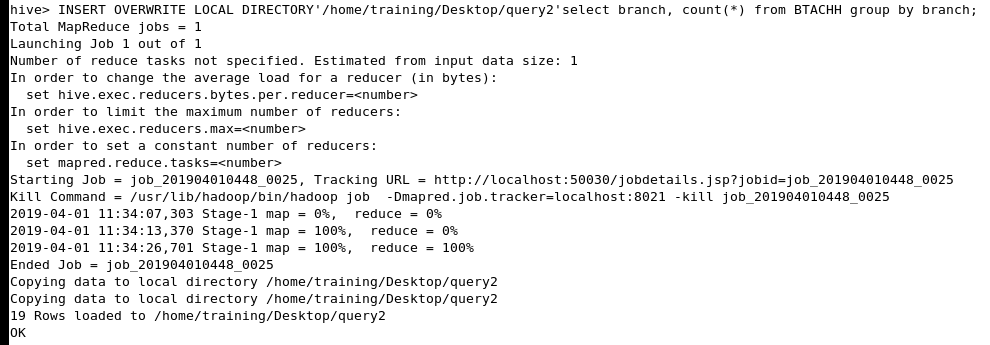 hive> INSERT OVERWRITE LOCAL DIRECTORY'/home/training/Desktop/query2'select branch, count(*) from BTACHH group by branch;
Total MapReduce jobs = 1
Launching Job 1 out of 1
Number of reduce tasks not specified. Estimated from input data size: 1
In order to change the average load for a reducer (in bytes):
  set hive.exec.reducers.bytes.per.reducer=<number>
In order to limit the maximum number of reducers:
  set hive.exec.reducers.max=<number>
In order to set a constant number of reducers:
  set mapred.reduce.tasks=<number>
Starting Job = job_201904010448_0025, Tracking URL = http://localhost:50030/jobdetails.jsp?jobid=job_201904010448_0025
Kill Command = /usr/lib/hadoop/bin/hadoop job  -Dmapred.job.tracker=localhost:8021 -kill job_201904010448_0025
2019-04-01 11:34:07,303 Stage-1 map = 0%,  reduce = 0%
2019-04-01 11:34:13,370 Stage-1 map = 100%,  reduce = 0%
2019-04-01 11:34:26,701 Stage-1 map = 100%,  reduce = 100%
Ended Job = job_201904010448_0025
Copying data to local directory /home/training/Desktop/query2
Copying data to local directory /home/training/Desktop/query2
19 Rows loaded to /home/training/Desktop/query2
OK